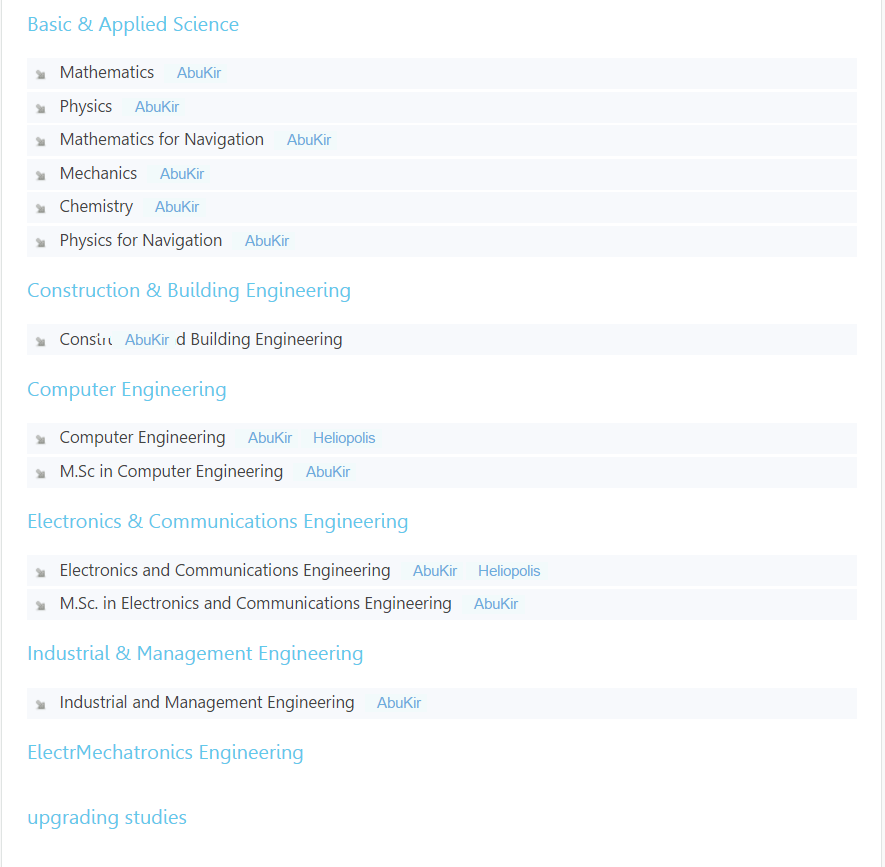 Basic & Applied Science
Mathematics AbuKir
Physics AbuKir
Mathematics for Navigation AbuKir
Mechanics AbuKir
Chemistry AbuKir
Physics for Navigation AbuKir
Construction & Building Engineering
AbuKir d Building Engineering
Computer Engineering
Computer Engineering AbuKir Heliopolis
M.Sc in Computer Engineering AbuKir
Electronics & Communications Engineering
Electronics and Communications Engineering AbuKir Heliopolis
M.Sc. in Electronics and Communications Engineering AbuKir
Industrial & Management Engineering
Industrial and Management Engineering AbuKir
ElectrMechatronics Engineering
upgrading studies